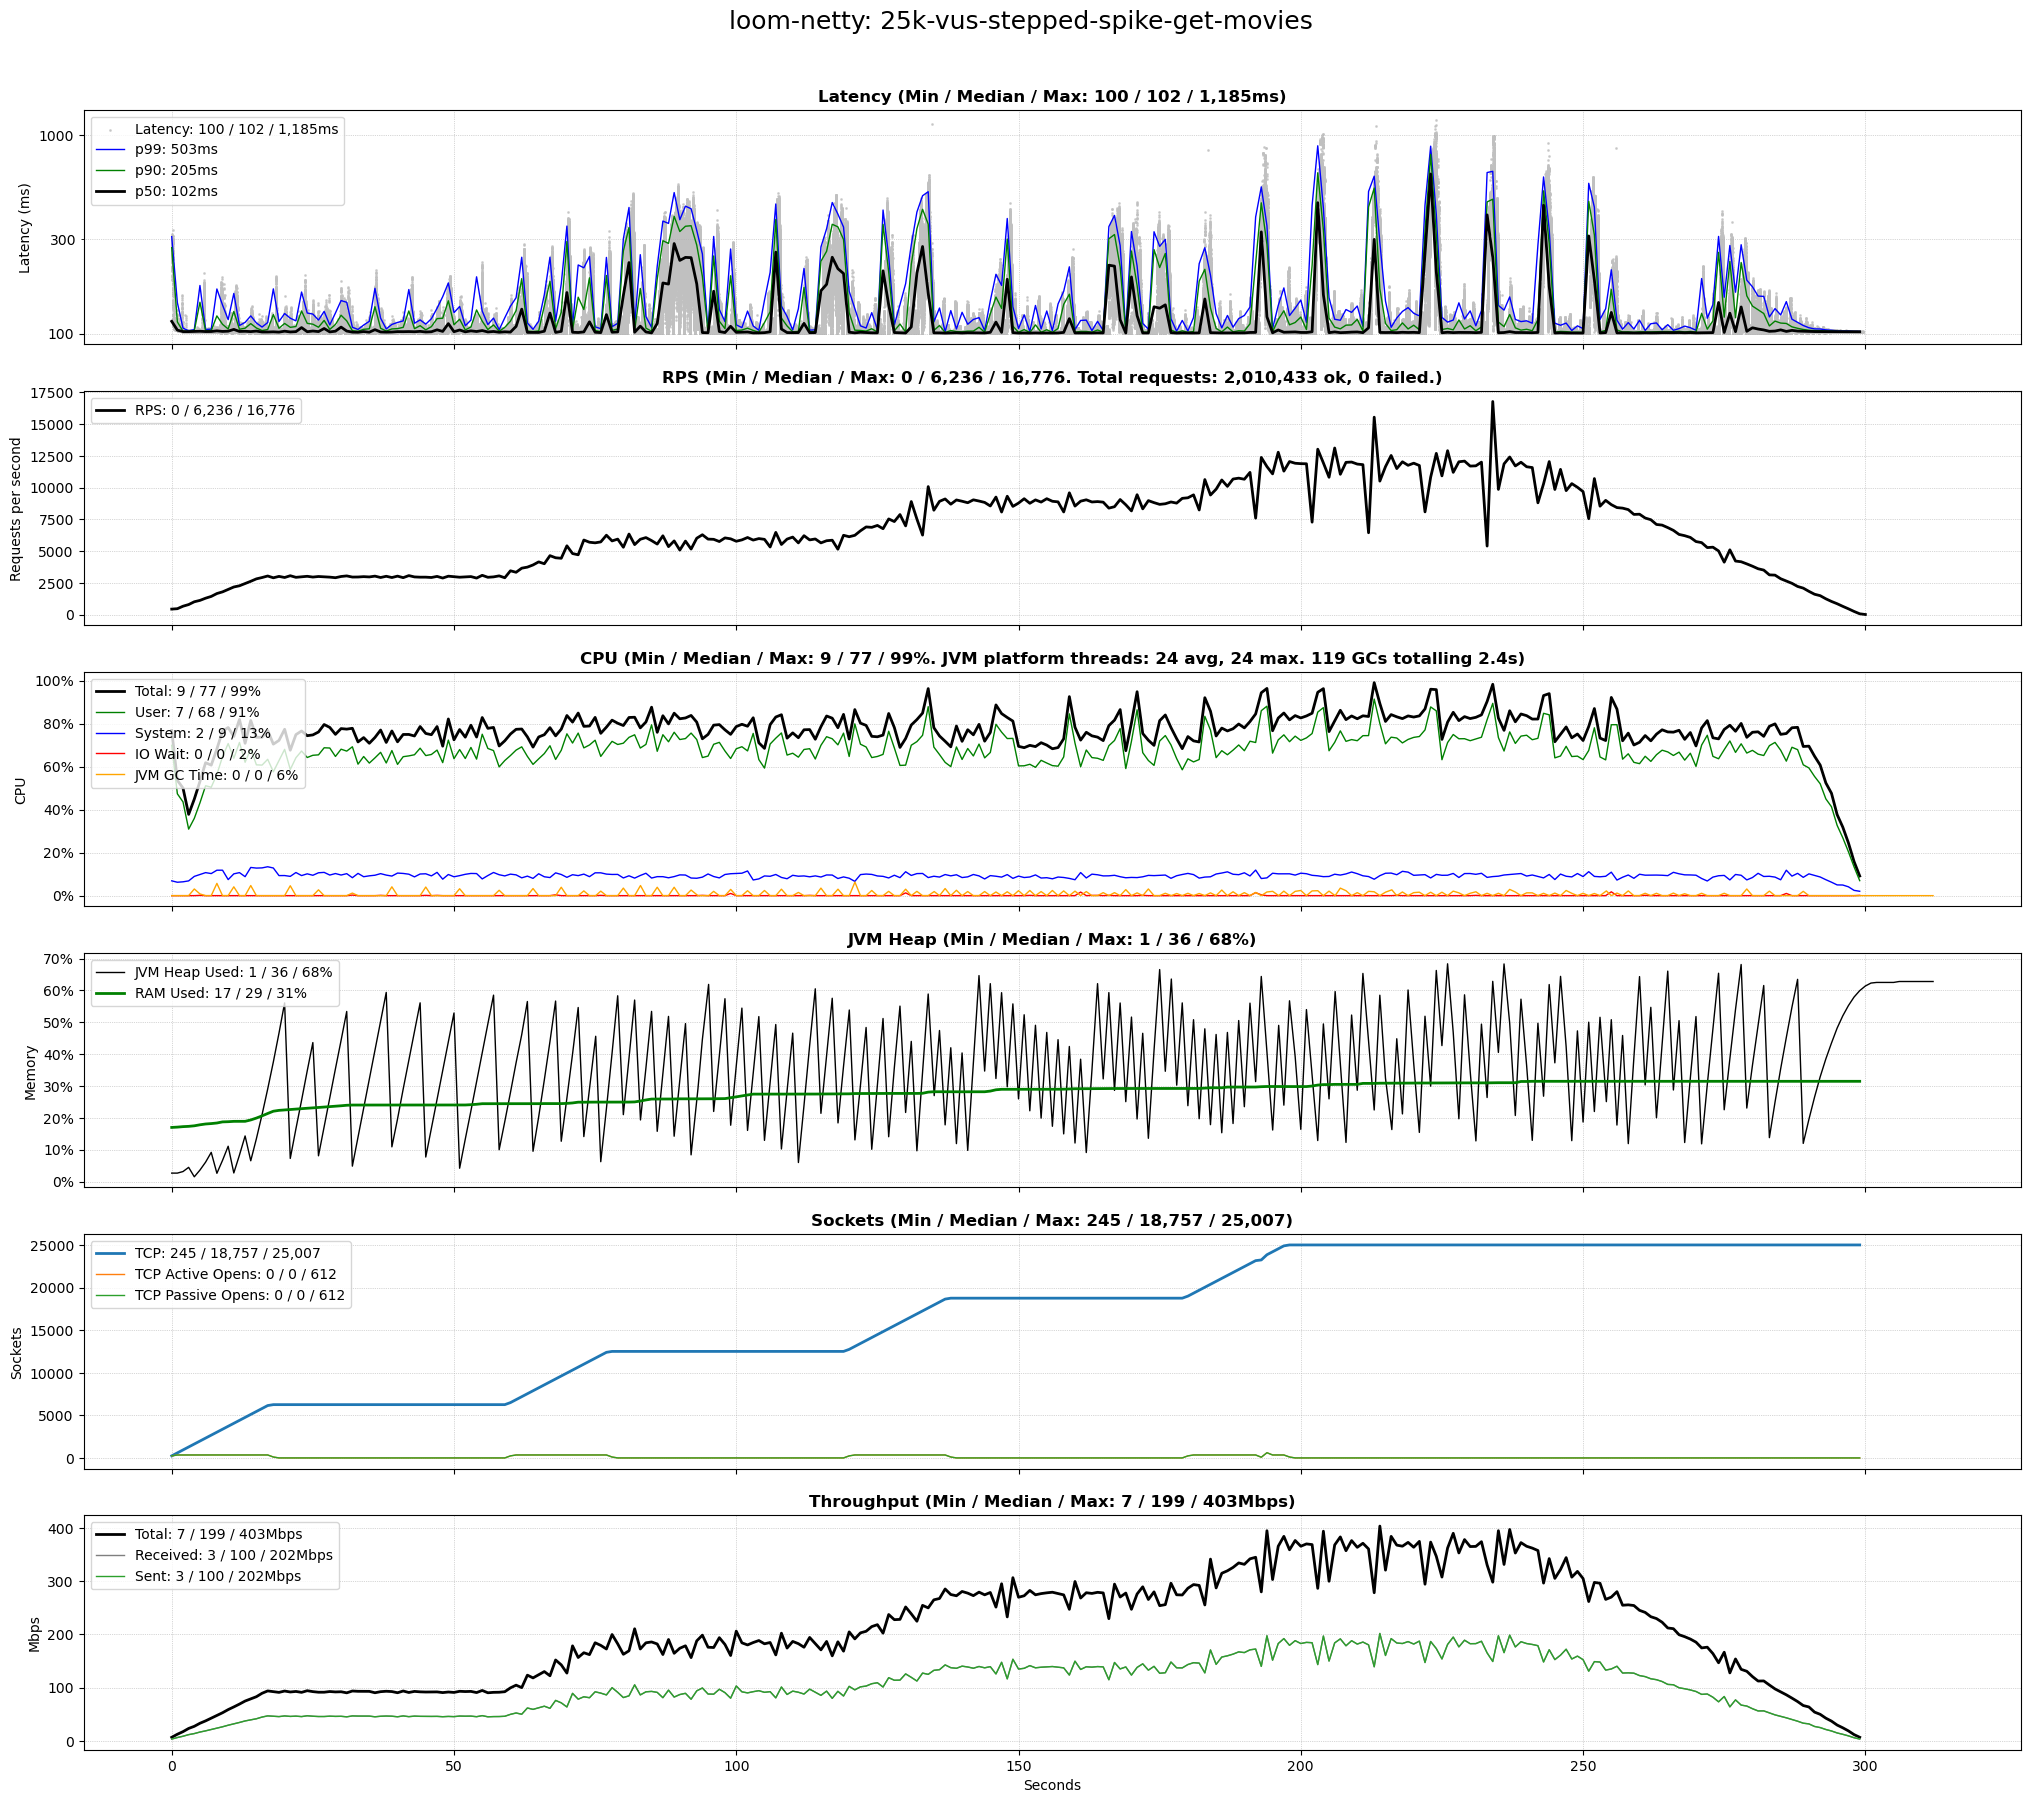 loom-netty: 25k-vus-stepped-spike-get-movies
Latency (Min / Median / Max: 100 / 102 / 1,185ms)
Latency (ms)
1000
300
100
Latency: 100 / 102 / 1,185ms
p99: 503ms
p90: 205ms
p50: 102ms
RPS (Min / Median / Max: 0 / 6,236 / 16,776. Total requests: 2,010,433 ok, 0 failed.)
Requests per second
17500
15000
12500
10000
7500
5000
2500
0
RPS: 0 / 6,236 / 16,776
CPU (Min / Median / Max: 9 / 77 / 99%. JVM platform threads: 24 avg, 24 max. 119 GCs totalling 2.4s)
CPU
100%
80%
60%
40%
20%
0%
Total: 9 / 77 / 99%
User: 7 / 68 / 91%
System: 2 / 9 / 13%
IO Wait: 0 / 0 / 2%
JVM GC Time: 0 / 0 / 6%
JVM Heap (Min / Median / Max: 1 / 36 / 68%)
Memory
70%
60%
50%
40%
30%
20%
10%
0%
JVM Heap Used: 1 / 36 / 68%
RAM Used: 17 / 29 / 31%
Sockets (Min / Median / Max: 245 / 18,757 / 25,007)
Sockets
25000
20000
15000
10000
5000
0
TCP: 245 / 18,757 / 25,007
TCP Active Opens: 0 / 0 / 612
TCP Passive Opens: 0 / 0 / 612
Throughput (Min / Median / Max: 7 / 199 / 403Mbps)
Mbps
400
300
200
100
0
Total: 7 / 199 / 403Mbps
Received: 3 / 100 / 202Mbps
Sent: 3 / 100 / 202Mbps
0 50 100 150 200 250 300
Seconds